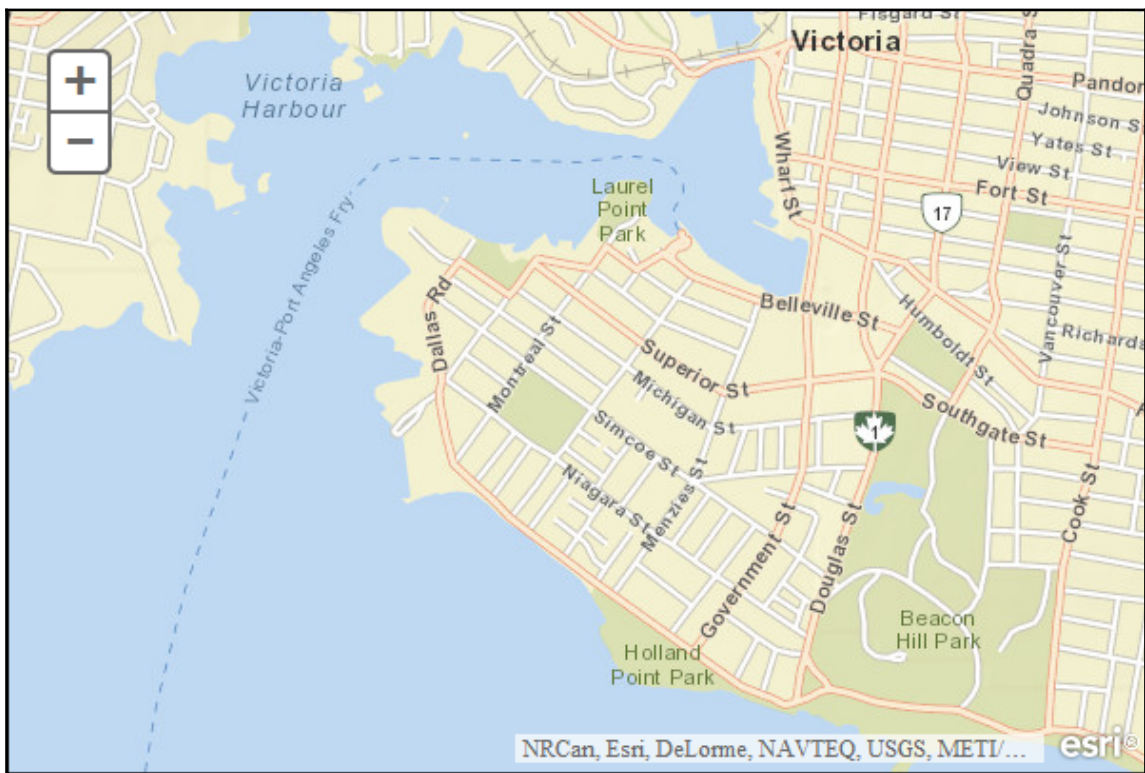 Fisgard St
Victoria
Quadra S
Pandor
Victoria
Harbour
+
−
Johnson S
Yates St
View St
Wharf St
Fort St
Laurel
Point
Park
17
Victoria-Port Angeles Fry
Vancouver St
Dallas Rd
Belleville St
Humboldt St
Richards
Montreal St
Superior St
Michigan St
Southgate St
1
Simcoe St
Niagara St
Menzies St
Cook St
Government St
Douglas St
Beacon
Hill Park
Holland
Point Park
NRCan, Esri, DeLorme, NAVTEQ, USGS, METI/...
esri